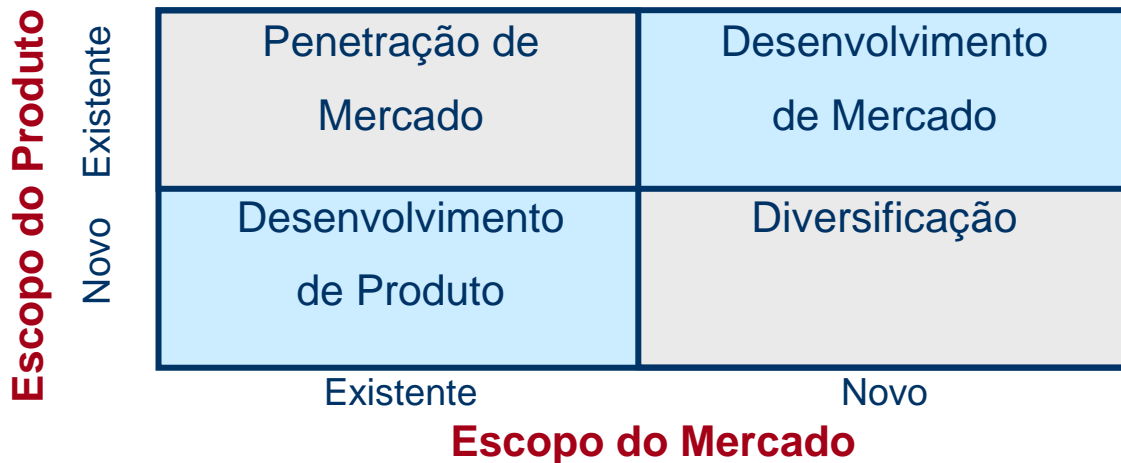 Escopo do Produto
Existente
Novo
Penetração de
Mercado
Desenvolvimento
de Mercado
Desenvolvimento
de Produto
Diversificação
Existente
Novo
Escopo do Mercado